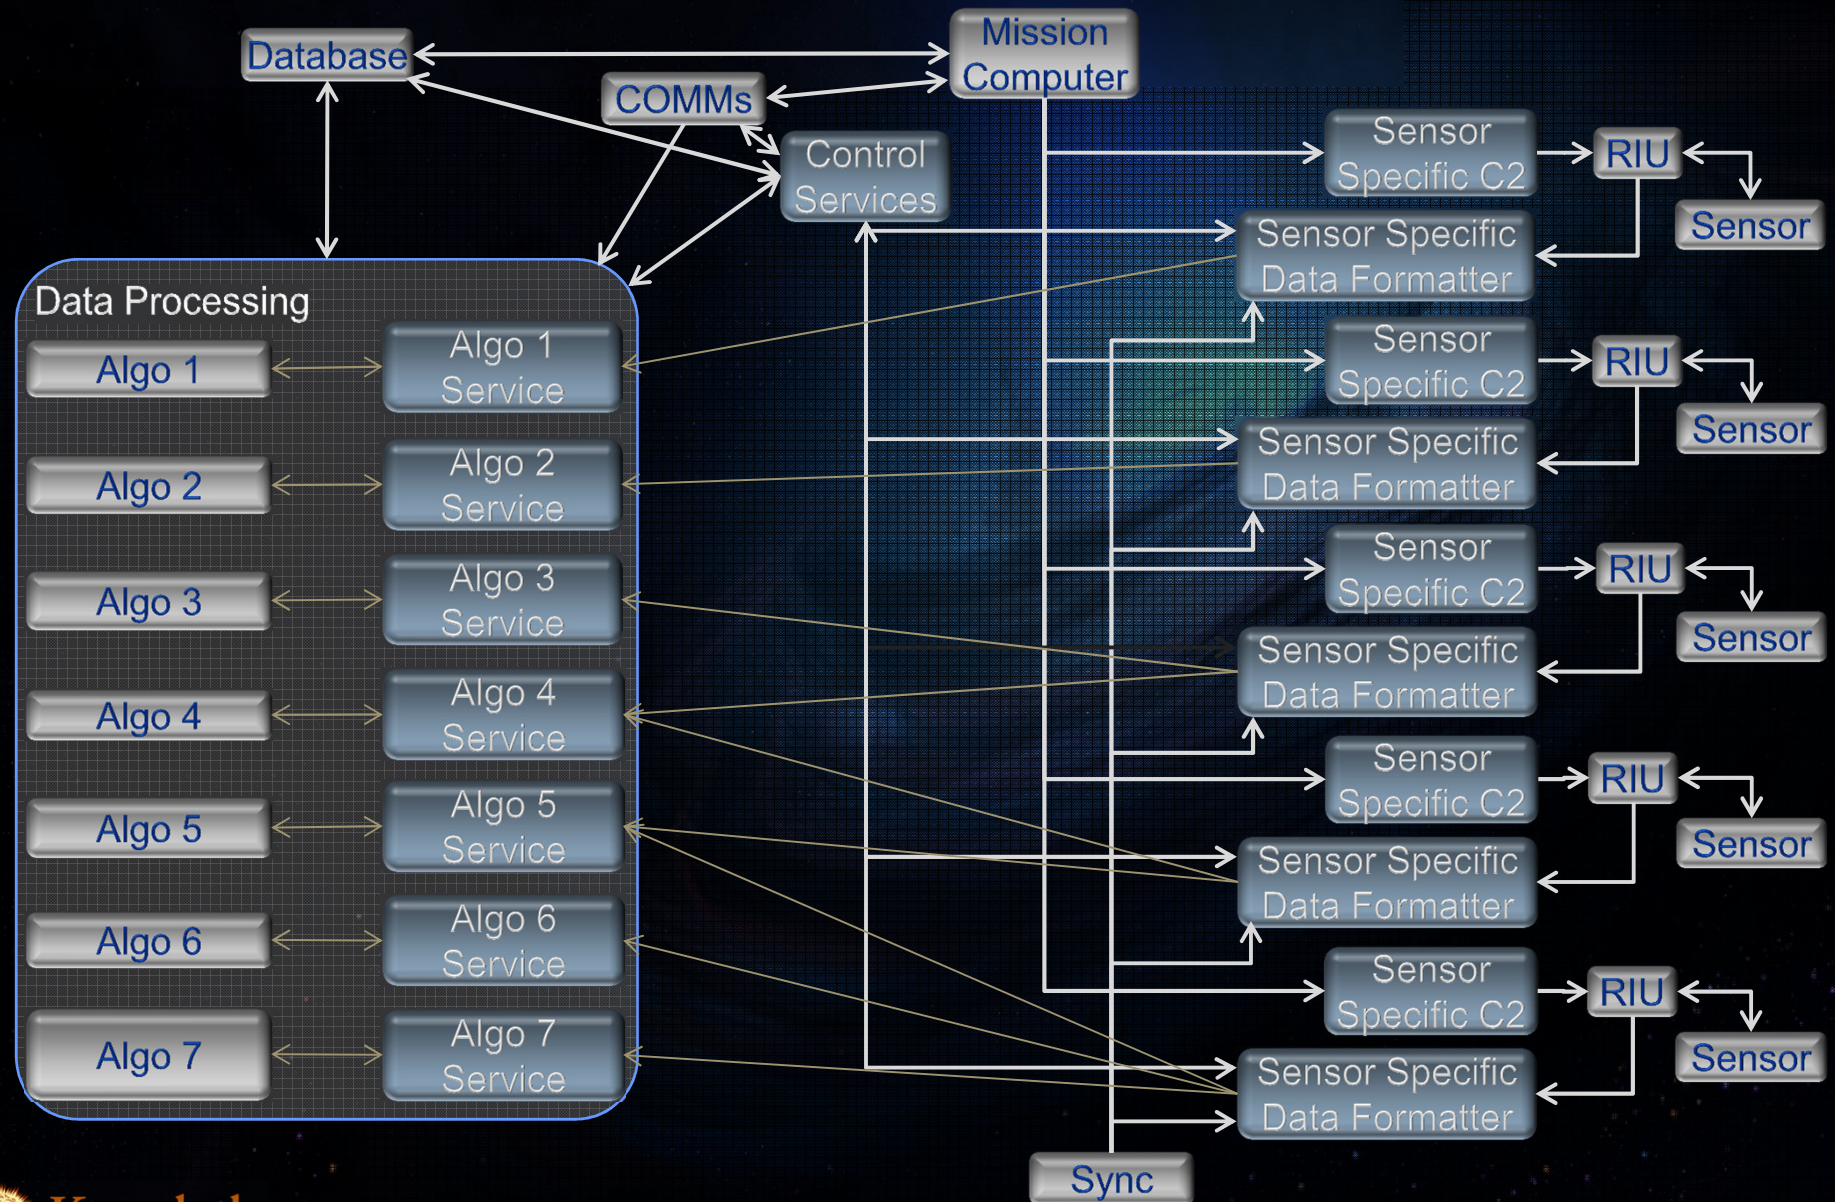 Database
Mission
Computer
COMMs
Control
Services
Sensor
Specific C2
RIU
Sensor
Sensor Specific
Data Formatter
Sensor
Specific C2
RIU
Sensor
Sensor Specific
Data Formatter
Sensor
Specific C2
RIU
Sensor
Sensor Specific
Data Formatter
Sensor
Specific C2
RIU
Sensor
Sensor Specific
Data Formatter
Sensor
Specific C2
RIU
Sensor
Sensor Specific
Data Formatter
Sync
Data Processing
Algo 1
Algo 1
Service
Algo 2
Algo 2
Service
Algo 3
Algo 3
Service
Algo 4
Algo 4
Service
Algo 5
Algo 5
Service
Algo 6
Algo 6
Service
Algo 7
Algo 7
Service